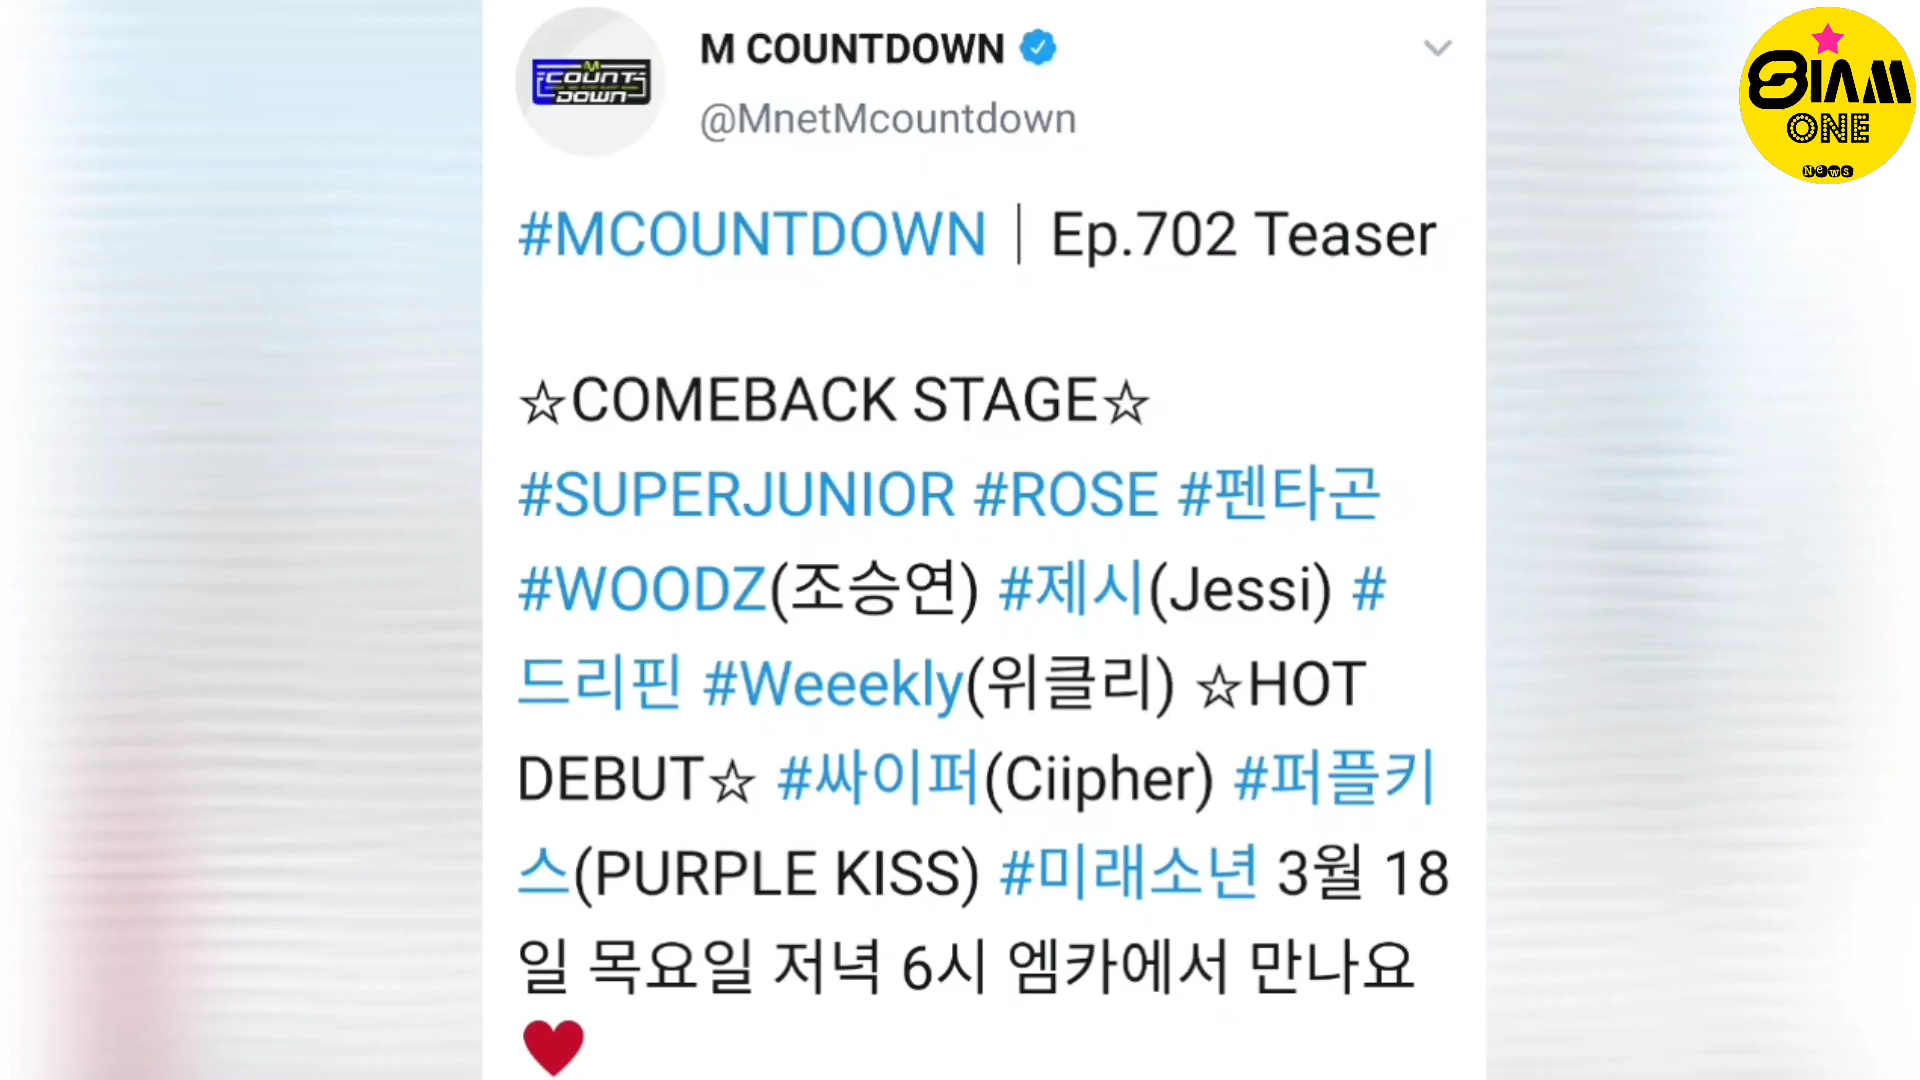 M COUNTDOWN
@MnetMcountdown
COUNT
DOWN
8IAM
ONE
News
#MCOUNTDOWN｜Ep.702 Teaser
☆COMEBACK STAGE☆
#SUPERJUNIOR #ROSE #펜타곤
#WOODZ(조승연) #제시(Jessi) #
드리핀 #Weeekly(위클리) ☆HOT
DEBUT☆ #싸이퍼(Ciipher) #퍼플키
스(PURPLE KISS) #미래소년 3월 18
일 목요일 저녁 6시 엠카에서 만나요
♥